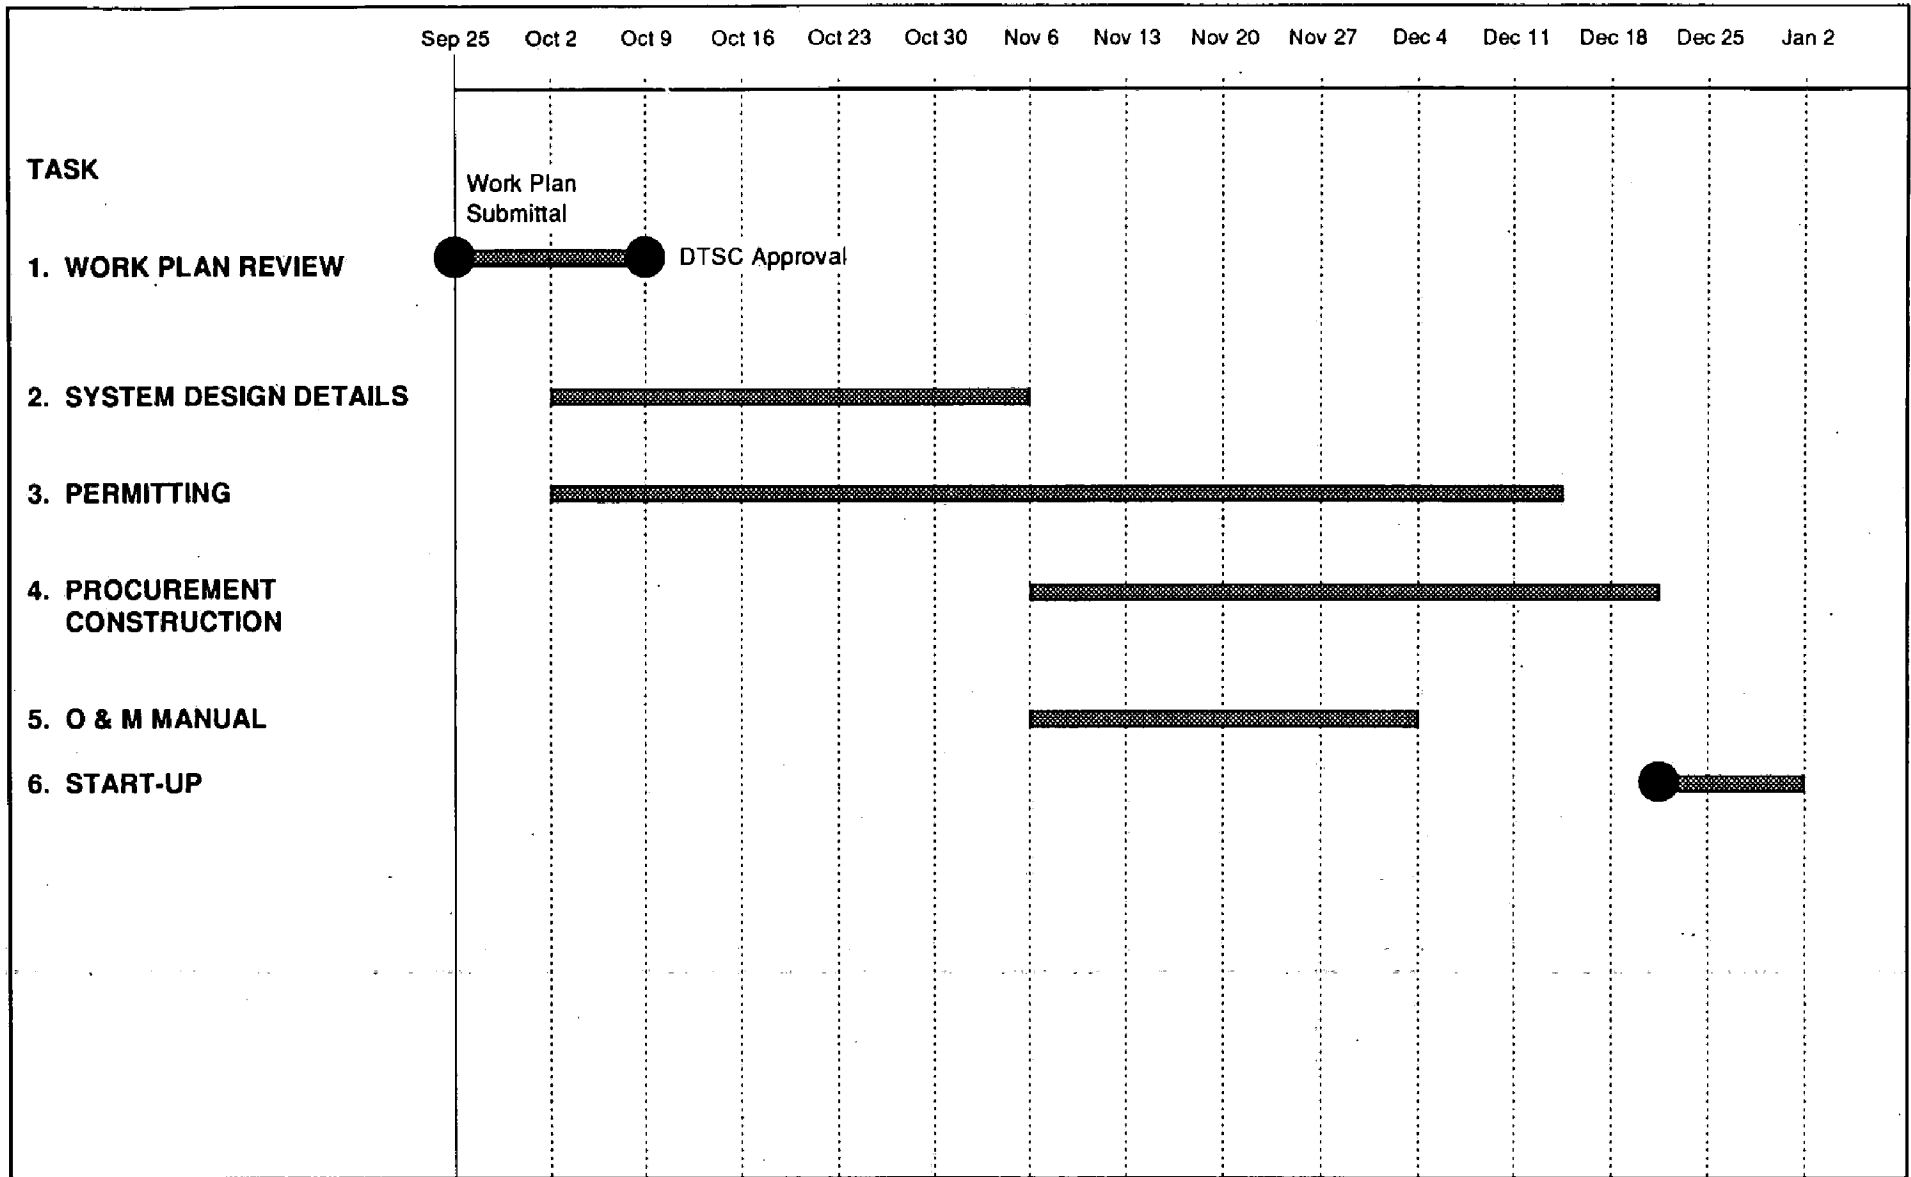 Sep 25 Oct 2 Oct 9 Oct 16 Oct 23 Oct 30 Nov 6 Nov 13 Nov 20 Nov 27 Dec 4 Dec 11 Dec 18 Dec 25 Jan 2
TASK
Work Plan
Submittal
1. WORK PLAN REVIEW
DTSC Approval
2. SYSTEM DESIGN DETAILS
3. PERMITTING
4. PROCUREMENT
CONSTRUCTION
5. O & M MANUAL
6. START-UP